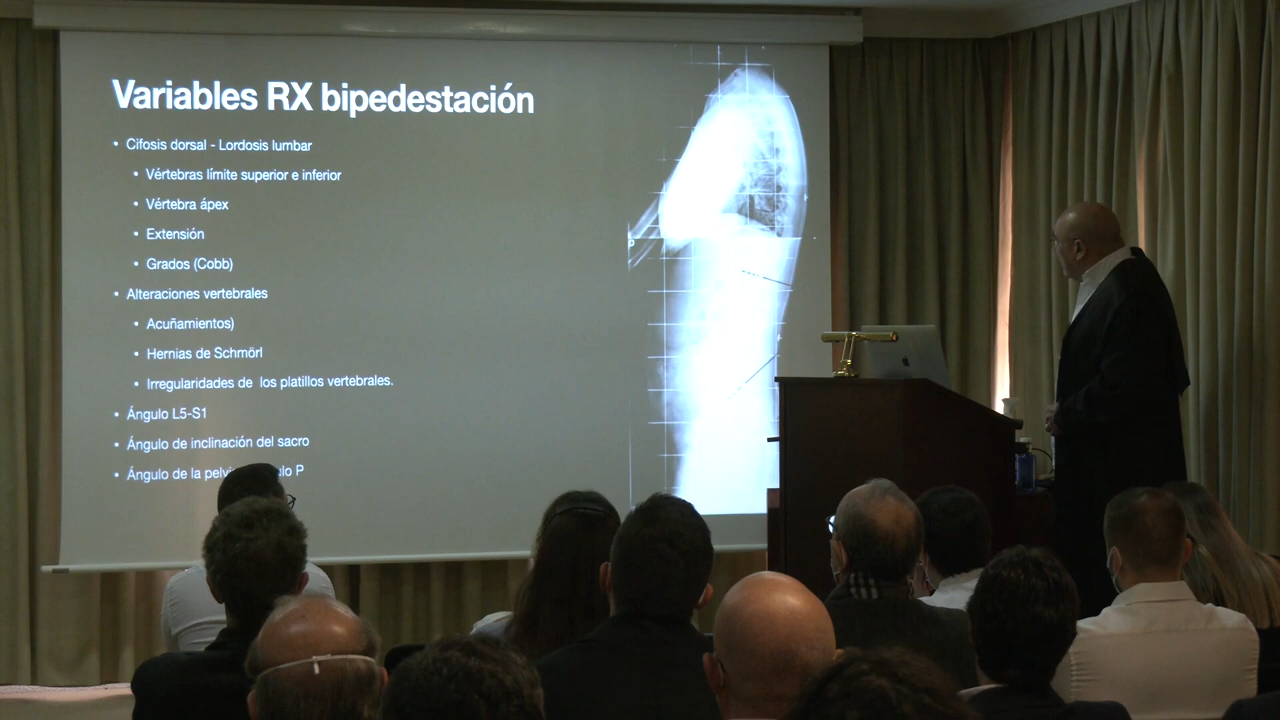 Variables RX bipedestación
• Cifosis dorsal - Lordosis lumbar
• Vértebras límite superior e inferior
• Vértebra ápex
• Extensión
• Grados (Cobb)
• Alteraciones vertebrales
• Acuñamientos)
• Hernias de Schmörl
• Irregularidades de los platillos vertebrales.
• Ángulo L5-S1
• Ángulo de inclinación del sacro
• Ángulo de la P